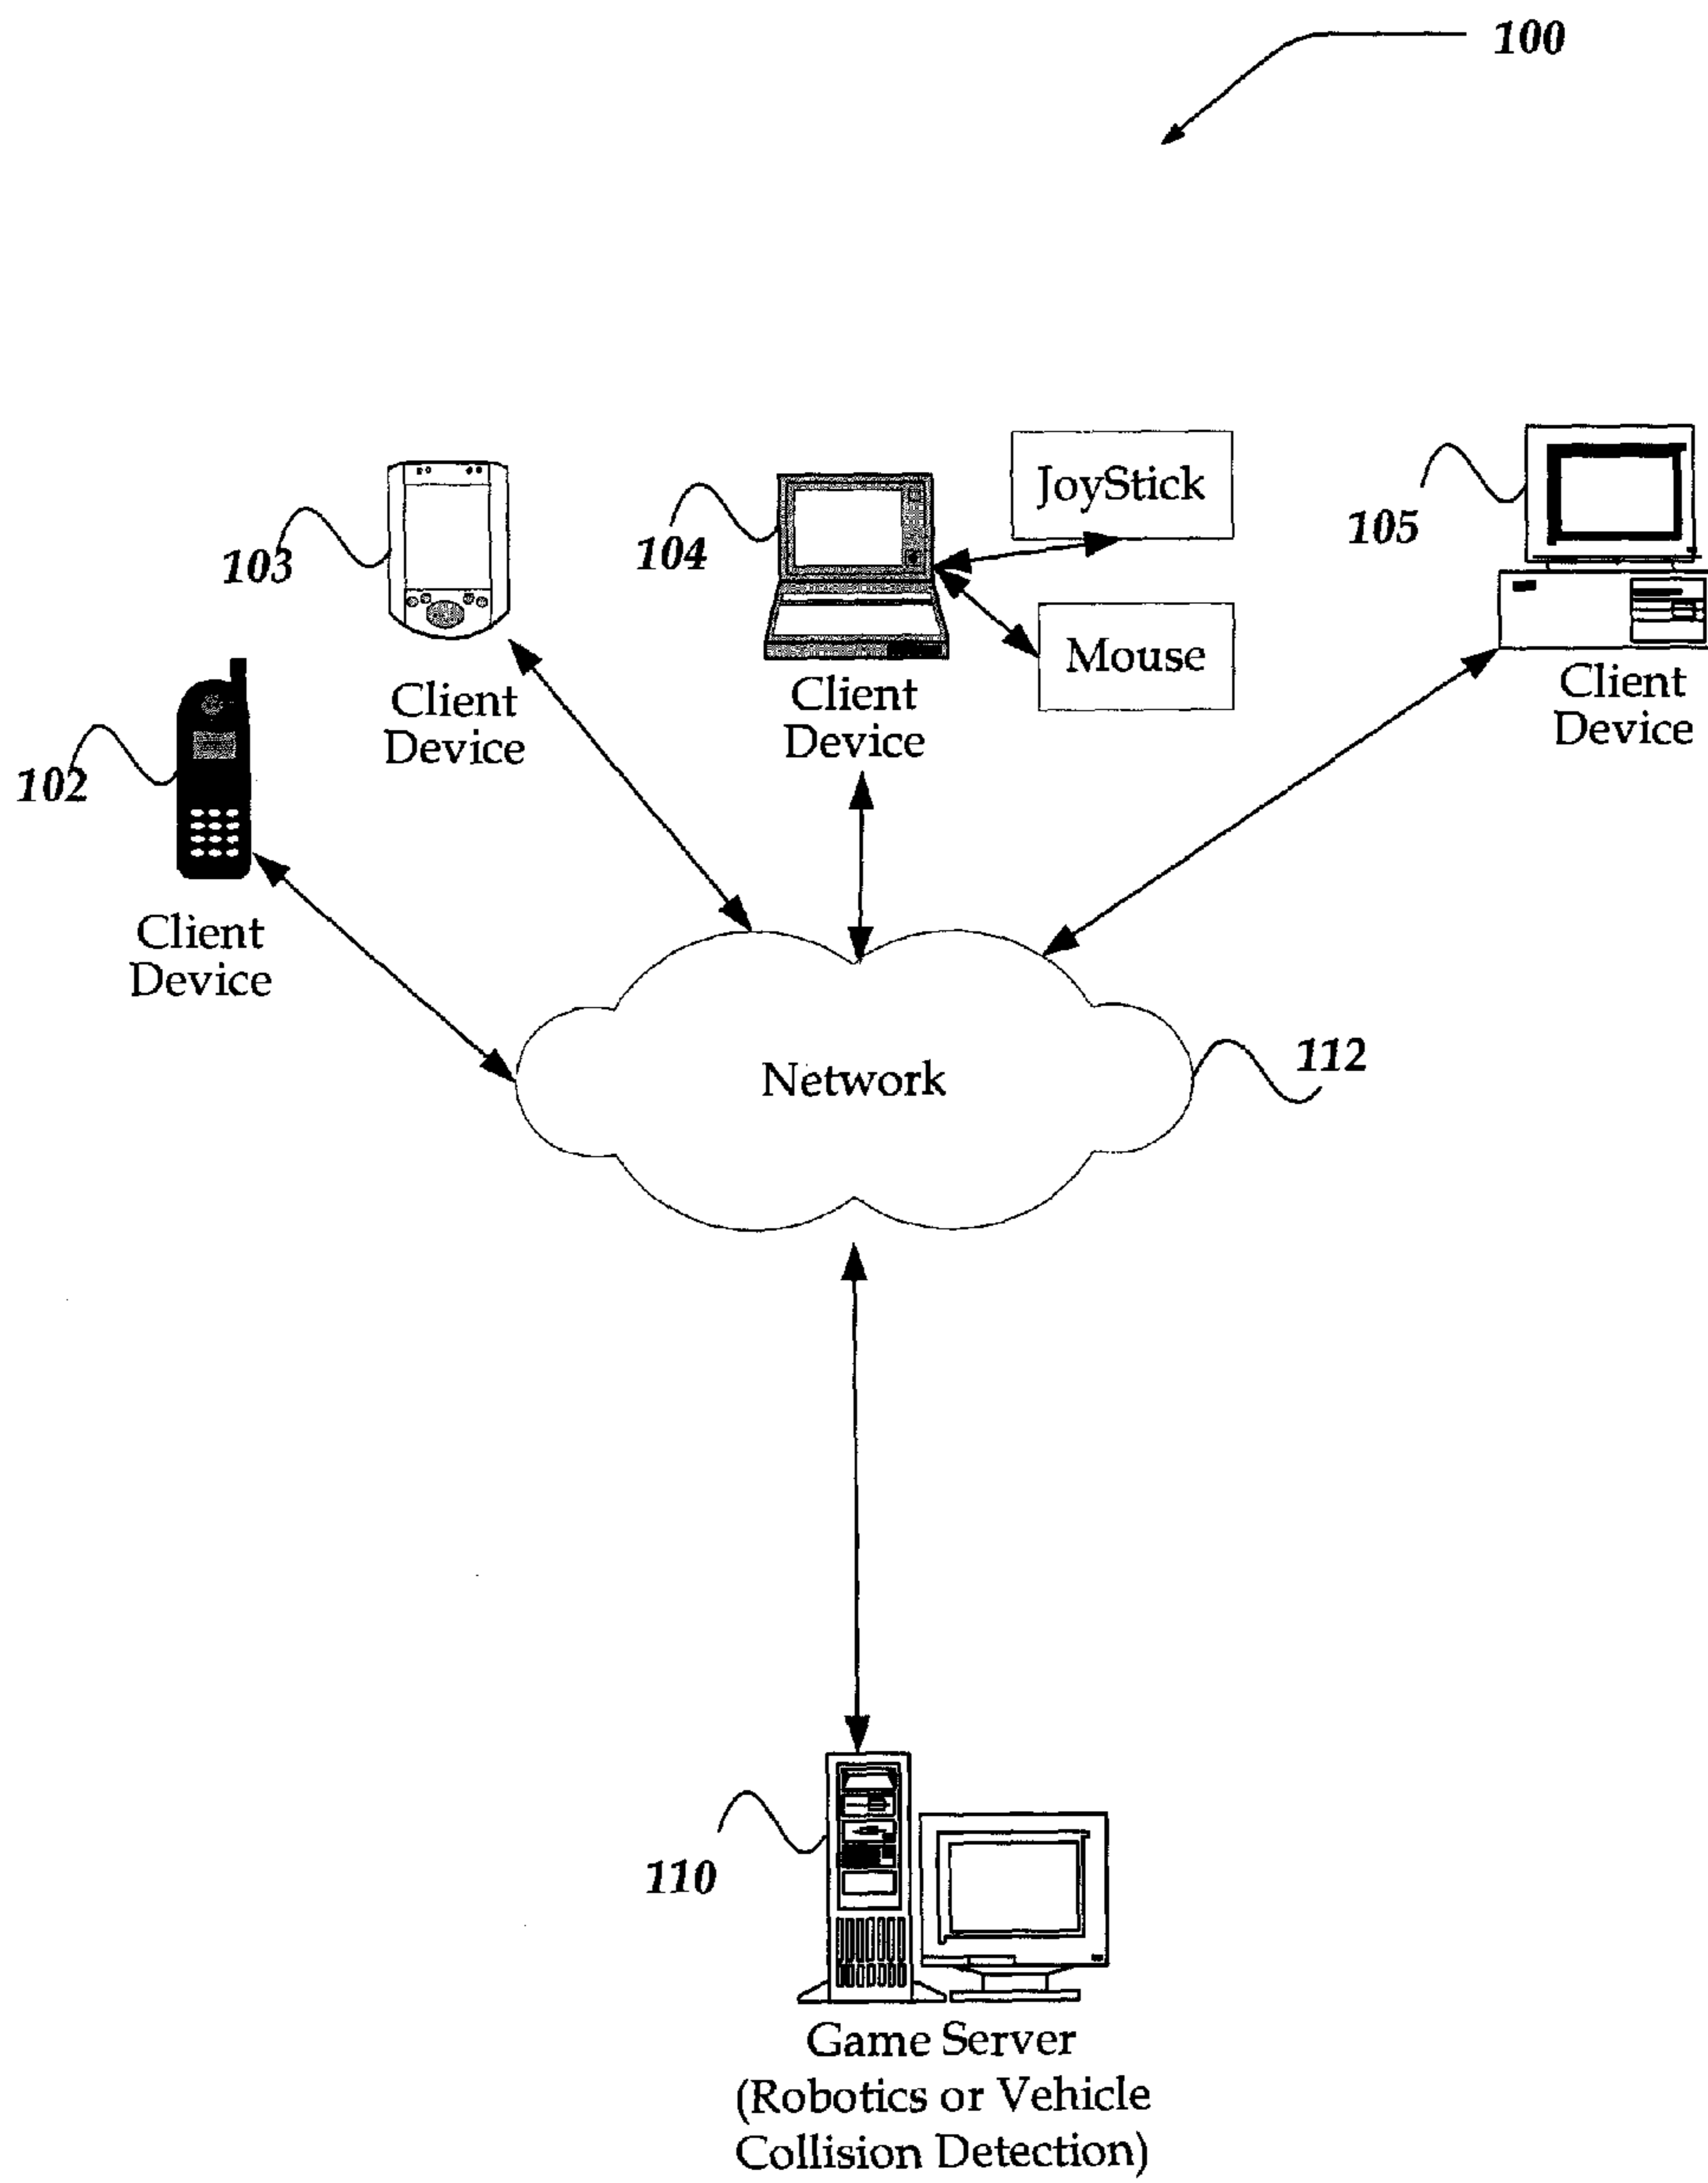 100
JoyStick
103
104
105
Mouse
Client
Device
Client
Device
Client
Device
102
Client
Device
Network
112
110
Game Server
(Robotics or Vehicle
Collision Detection)